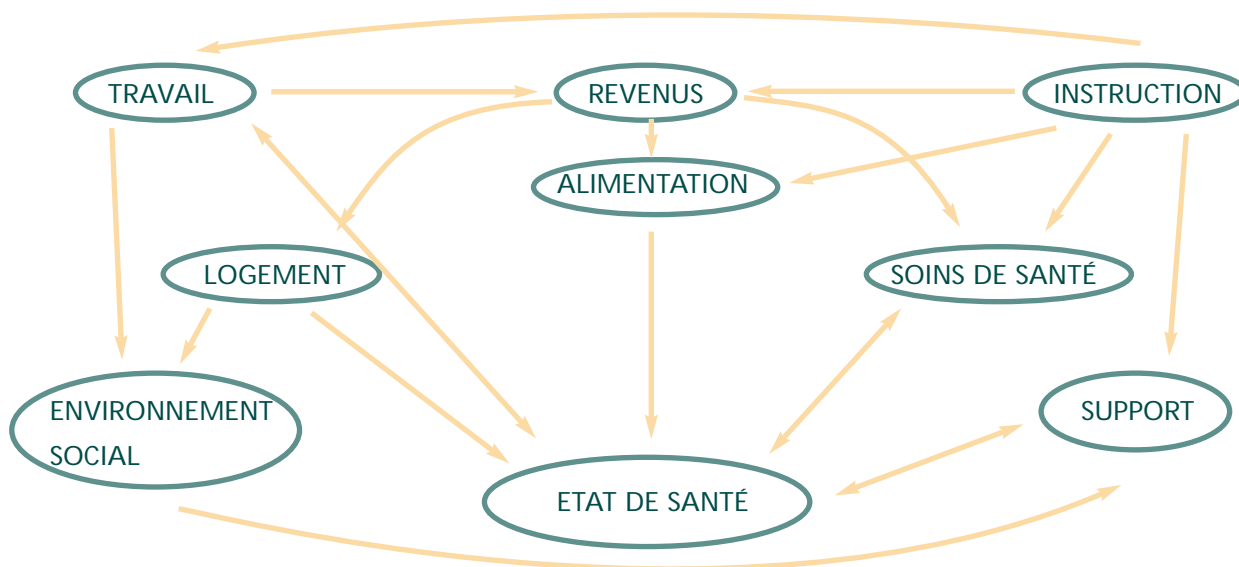 TRAVAIL
REVENUS
INSTRUCTION
ALIMENTATION
LOGEMENT
SOINS DE SANTÉ
ENVIRONNEMENT
SOCIAL
SUPPORT
ETAT DE SANTÉ